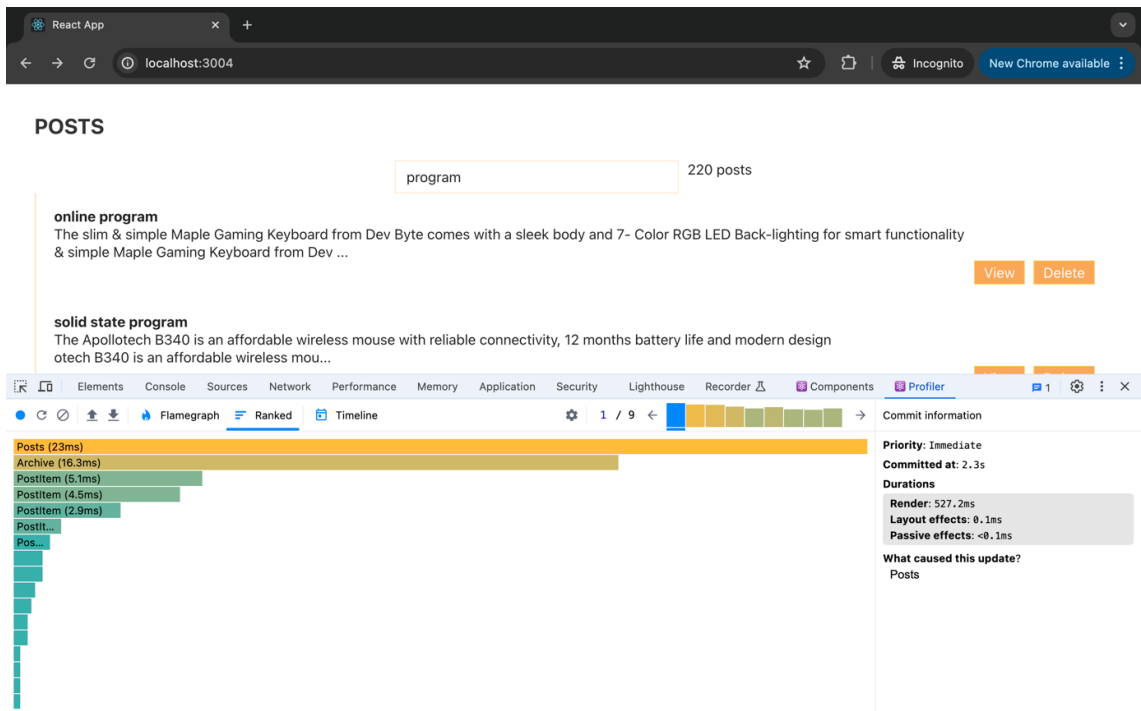 React App
localhost:3004
Incognito
New Chrome available
POSTS
program
220 posts
online program
The slim & simple Maple Gaming Keyboard from Dev Byte comes with a sleek body and 7- Color RGB LED Back-lighting for smart functionality
& simple Maple Gaming Keyboard from Dev ...
View Delete
solid state program
The Apollotech B340 is an affordable wireless mouse with reliable connectivity, 12 months battery life and modern design
otech B340 is an affordable wireless mou...
Elements Console Sources Network Performance Memory Application Security Lighthouse Recorder Components Profiler 1
Flamegraph Ranked Timeline 1 / 9
Commit information
Posts (23ms)
Archive (16.3ms)
PostItem (5.1ms)
PostItem (4.5ms)
PostItem (2.9ms)
PostIt...
Pos...
Priority: Immediate
Committed at: 2.3s
Durations
Render: 527.2ms
Layout effects: 0.1ms
Passive effects: <0.1ms
What caused this update?
Posts